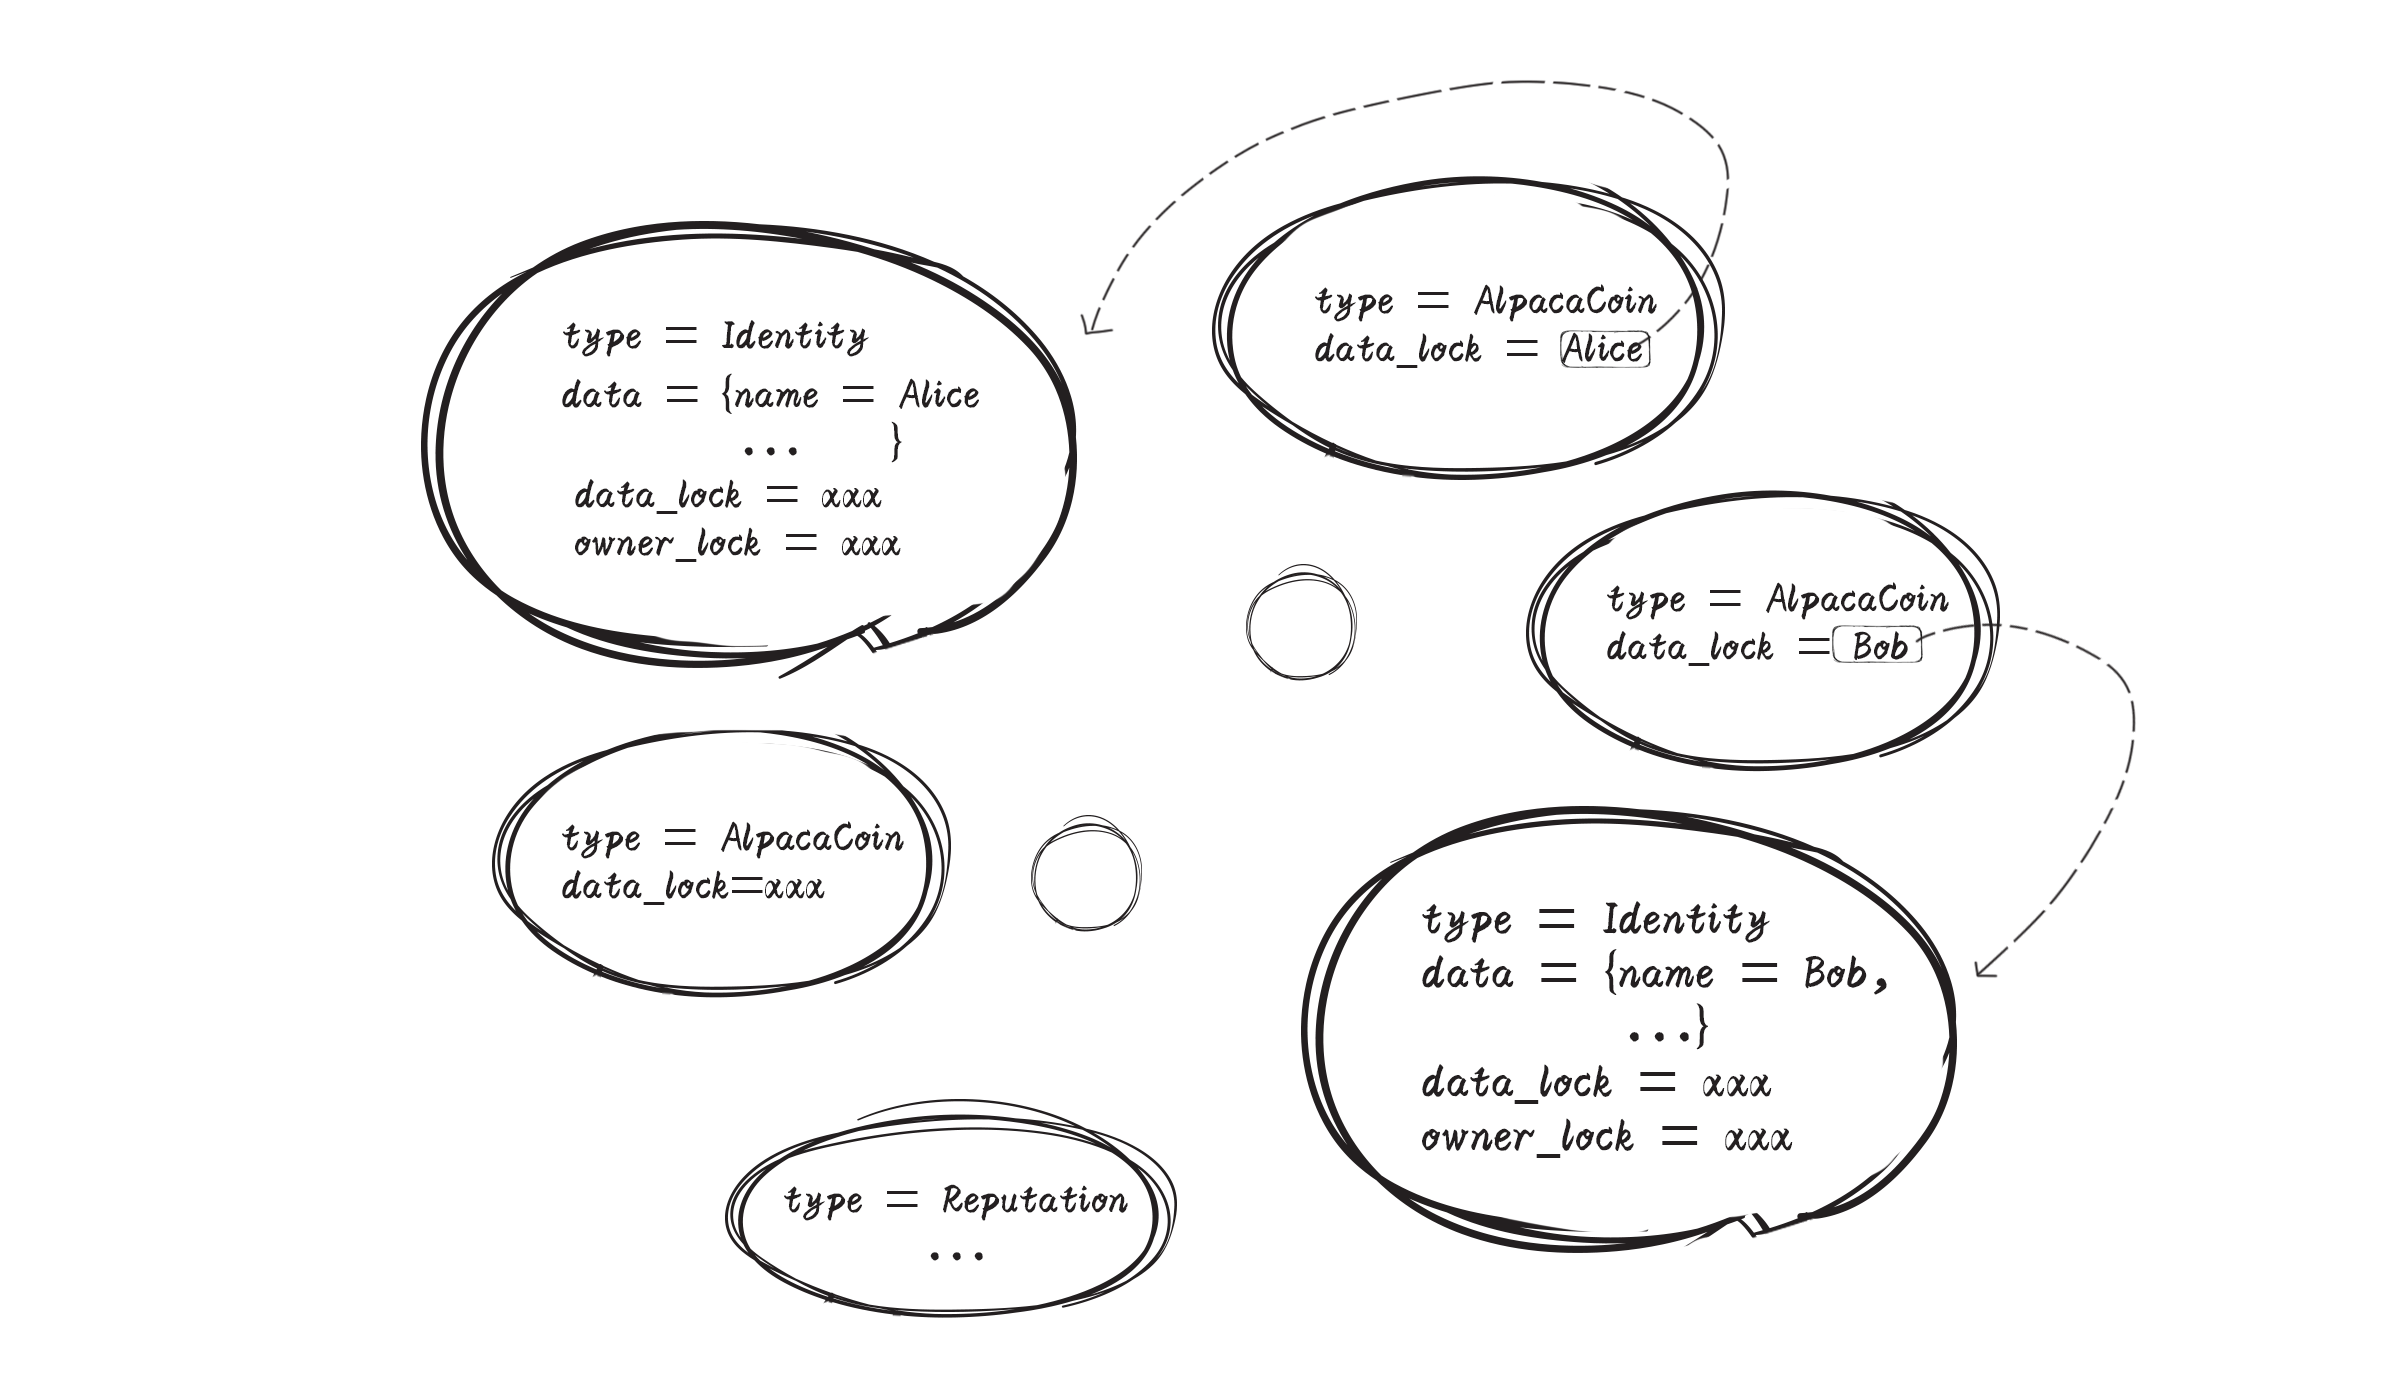 type = Identity
data = {name = Alice
... }
data_lock = xxx
owner_lock = xxx
type = AlpacaCoin
data_lock = Alice
type = AlpacaCoin
data_lock = Bob
type = AlpacaCoin
data_lock=xxx
type = Identity
data = {name = Bob,
...}
data_lock = xxx
owner_lock = xxx
type = Reputation
...